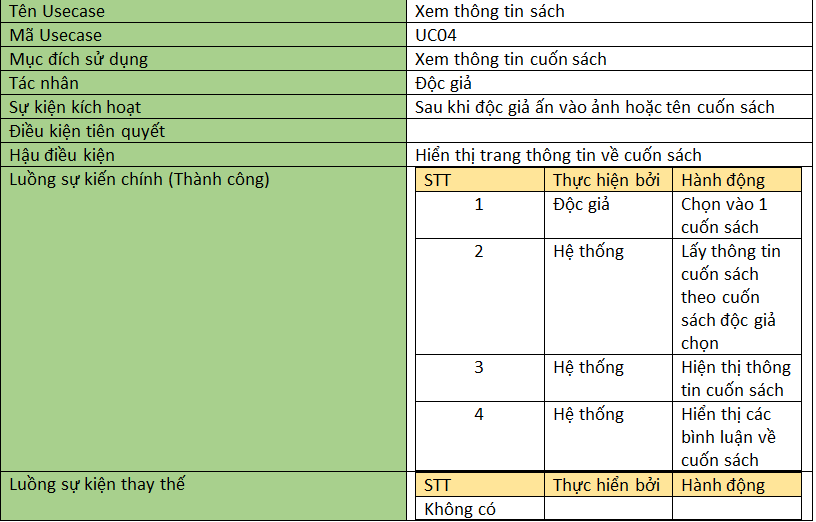 Tên Usecase
Xem thông tin sách
Mã Usecase
UC04
Mục đích sử dụng
Xem thông tin cuốn sách
Tác nhân
Độc giả
Sự kiện kích hoạt
Sau khi độc giả ấn vào ảnh hoặc tên cuốn sách
Điều kiện tiên quyết
Hậu điều kiện
Hiển thị trang thông tin về cuốn sách
Luồng sự kiến chính (Thành công)
STT
Thực hiện bởi
Hành động
1
Độc giả
Chọn vào 1
cuốn sách
2
Hệ thống
Lấy thông tin
cuốn sách
theo cuốn
sách độc giả
chọn
3
Hệ thống
Hiện thị thông
tin cuốn sách
4
Hệ thống
Hiển thị các
bình luận về
cuốn sách
Luồng sự kiện thay thế
STT
Thực hiển bởi
Hành động
Không có